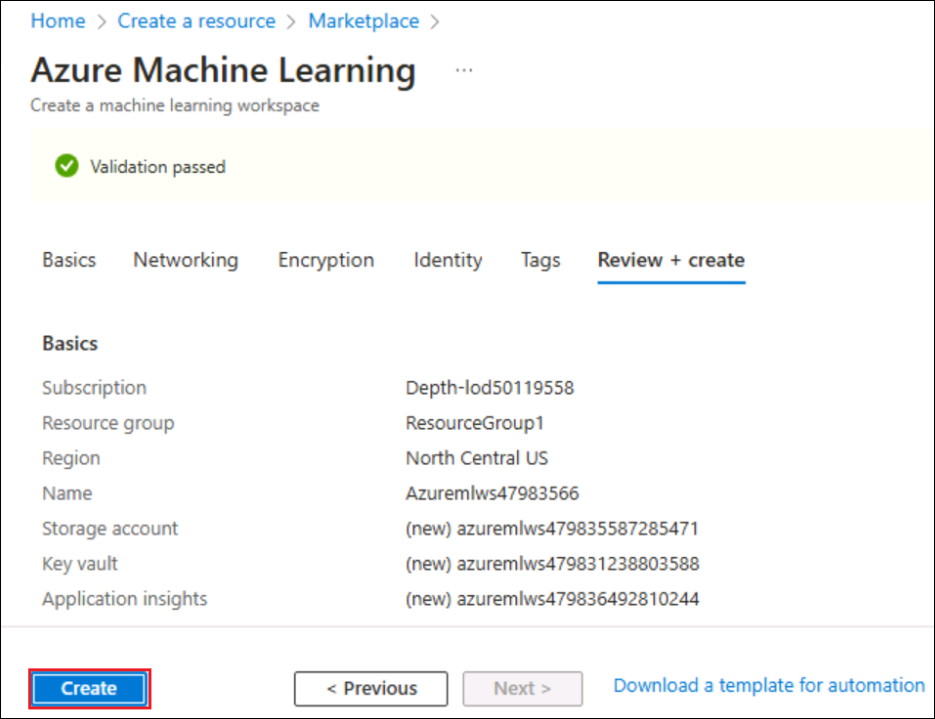 Home > Create a resource > Marketplace >
Azure Machine Learning ...
Create a machine learning workspace
Validation passed
Basics Networking Encryption Identity Tags Review + create
Basics
Subscription Depth-lod50119558
Resource group ResourceGroup1
Region North Central US
Name Azuremlws47983566
Storage account (new) azuremlws479835587285471
Key vault (new) azuremlws479831238803588
Application insights (new) azuremlws479836492810244
Create < Previous Next > Download a template for automation